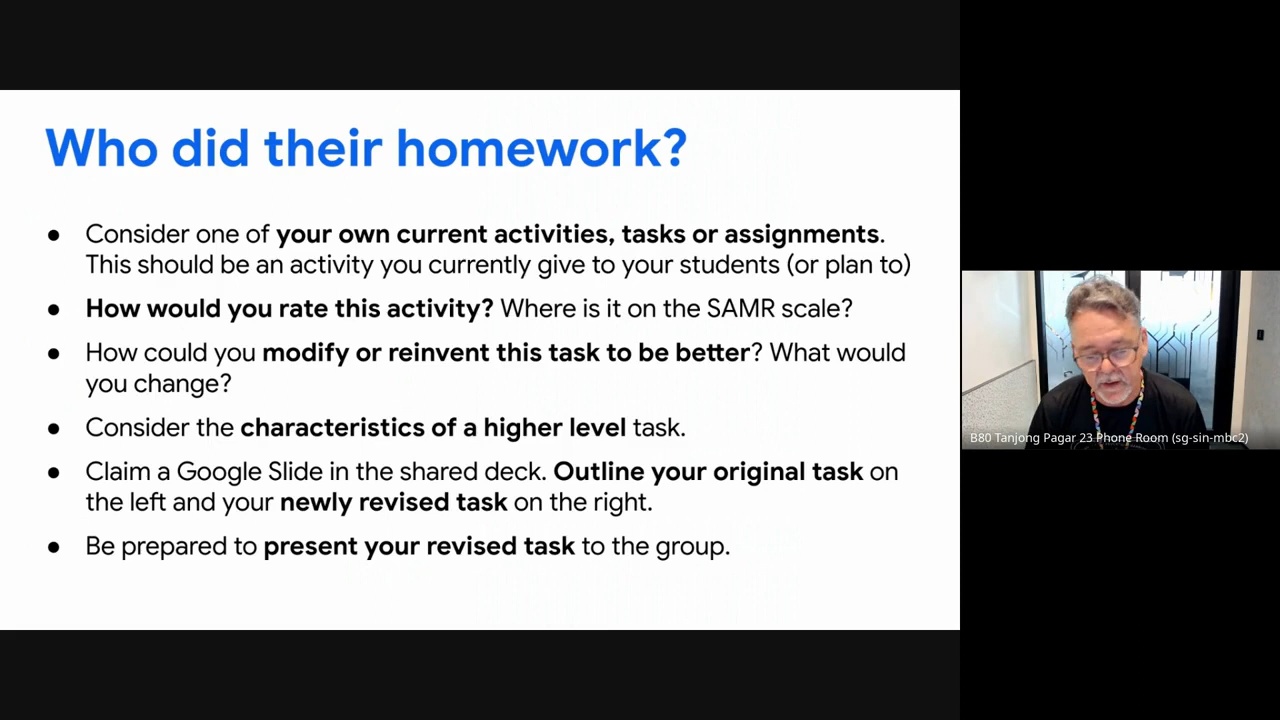 Who did their homework?
● Consider one of your own current activities, tasks or assignments.
This should be an activity you currently give to your students (or plan to)
● How would you rate this activity? Where is it on the SAMR scale?
● How could you modify or reinvent this task to be better? What would
you change?
● Consider the characteristics of a higher level task.
● Claim a Google Slide in the shared deck. Outline your original task on
the left and your newly revised task on the right.
● Be prepared to present your revised task to the group.
B80 Tanjong Pagar 23 Phone Room (sg-sin-mbc2)